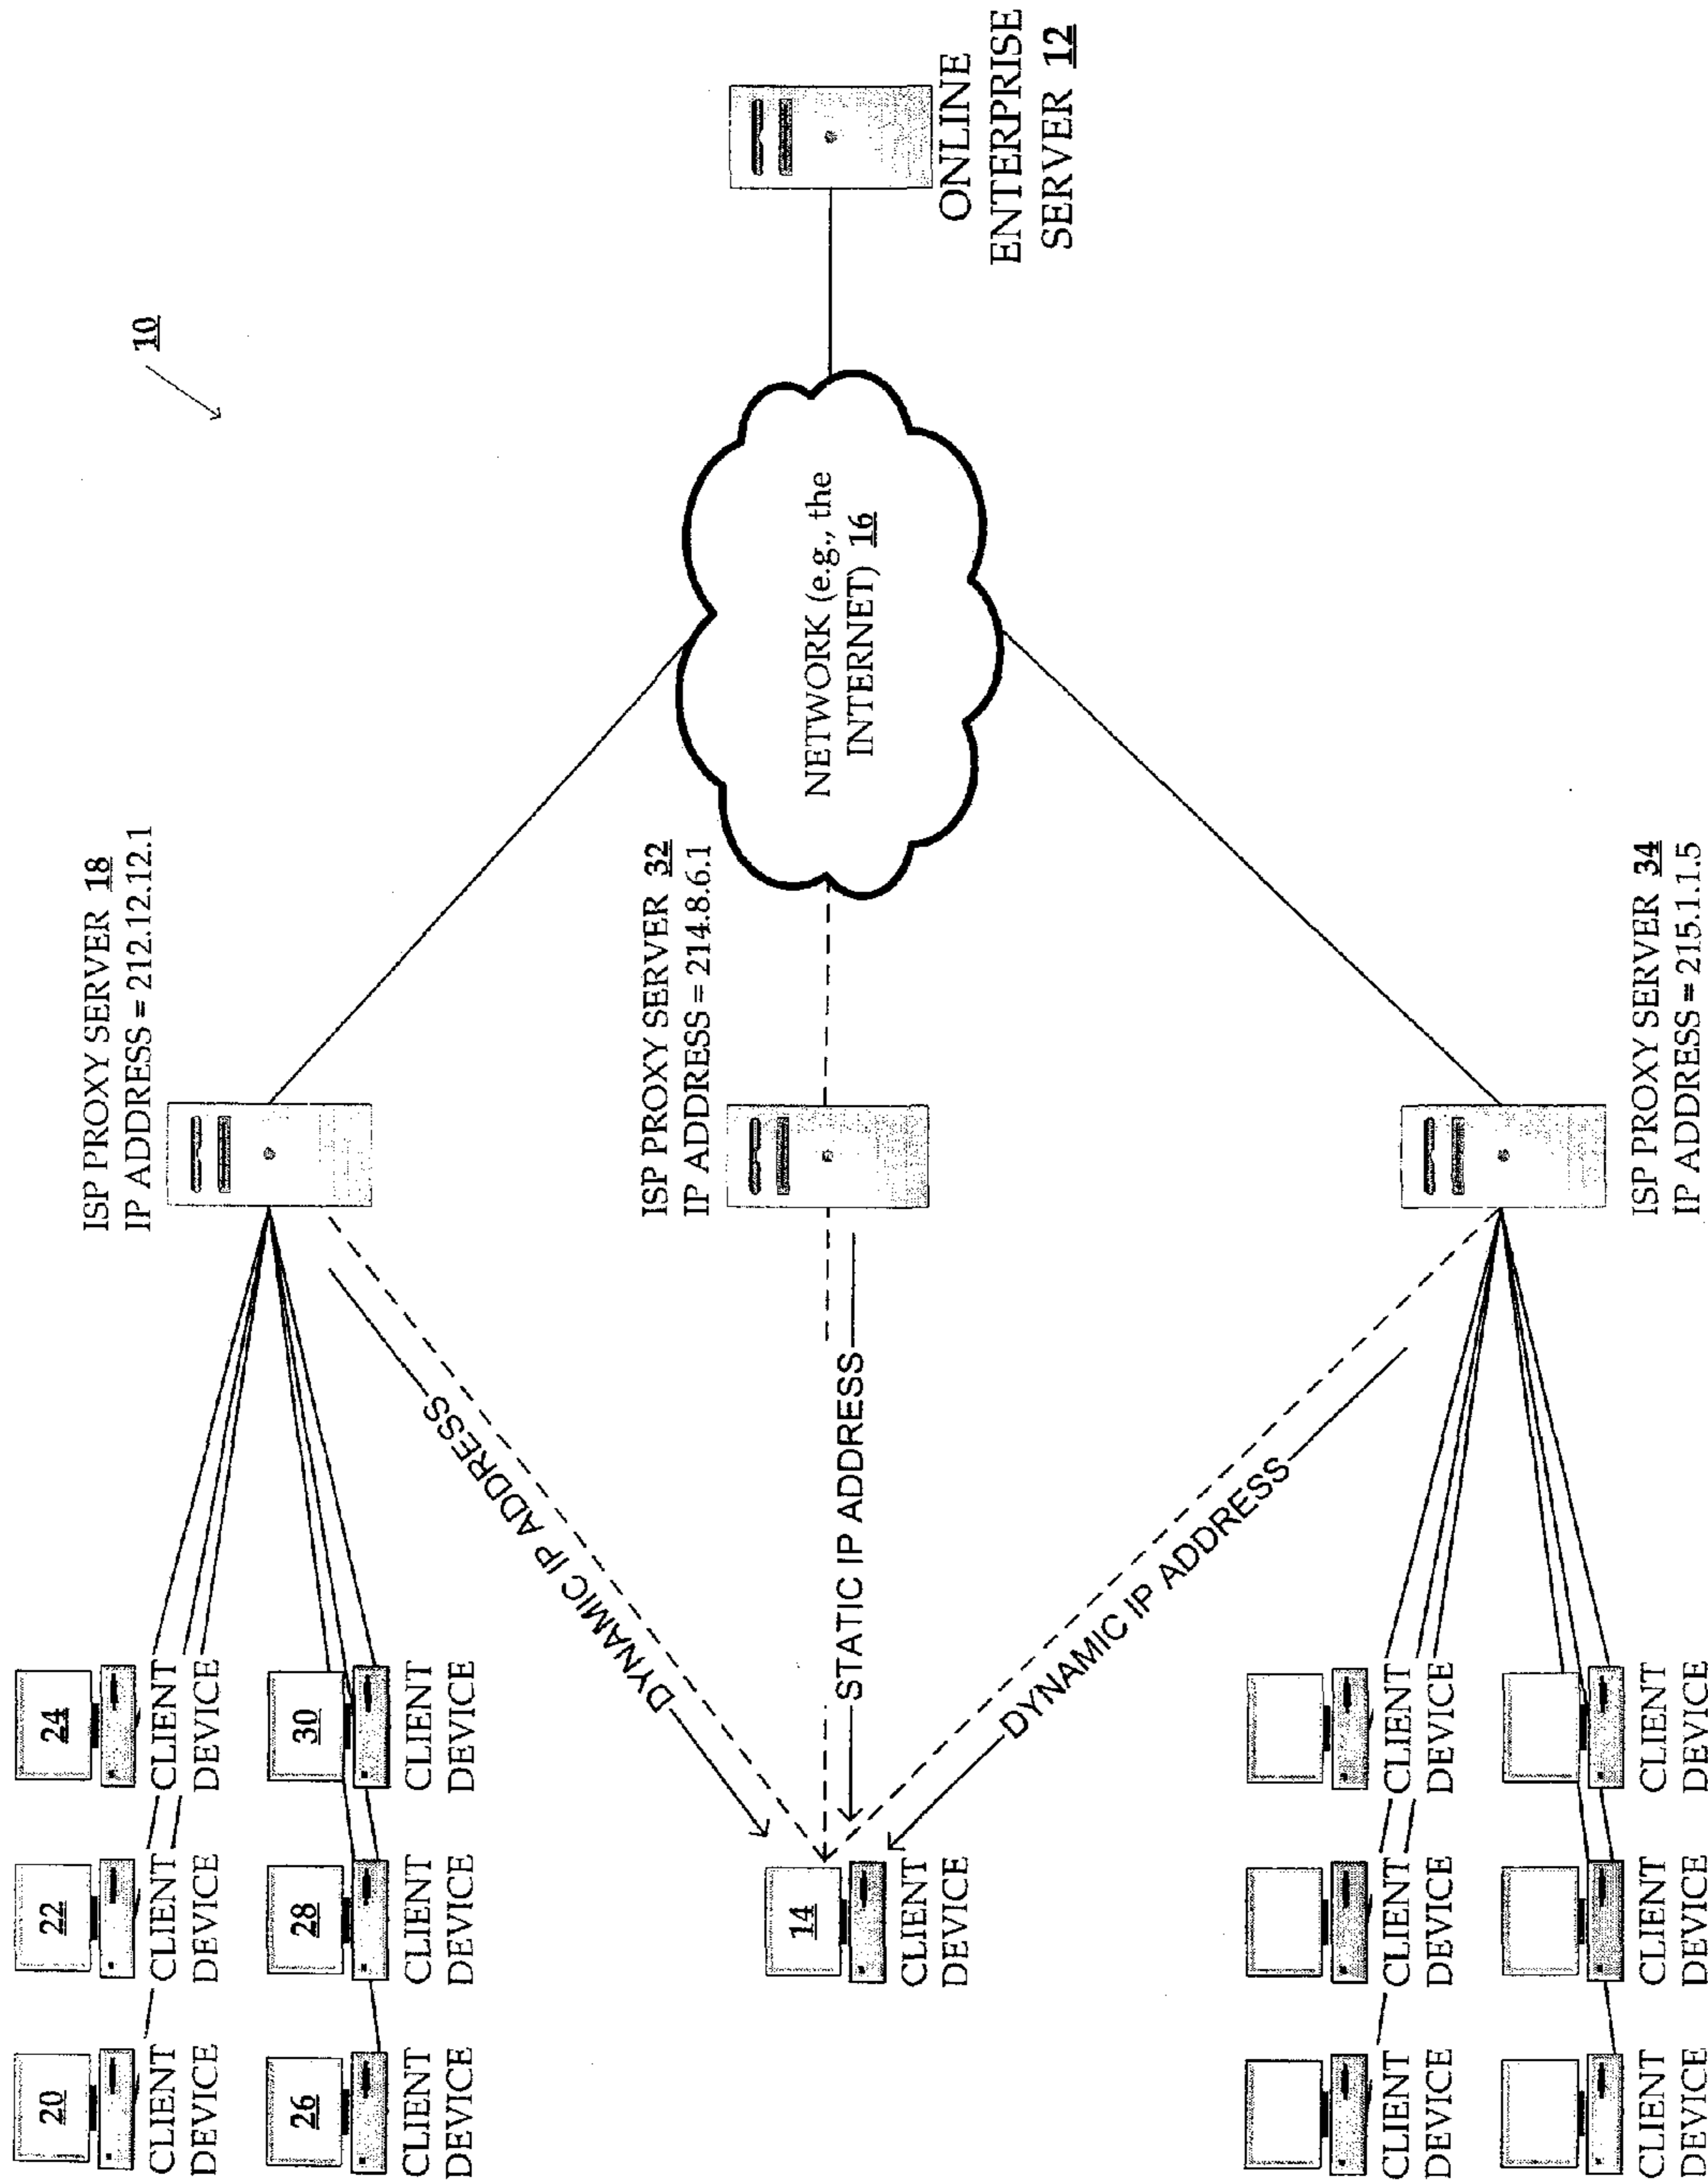 10
ISP PROXY SERVER 18
IP ADDRESS = 212.12.12.1
20
CLIENT
DEVICE
22
CLIENT
DEVICE
24
CLIENT
DEVICE
26
CLIENT
DEVICE
28
CLIENT
DEVICE
30
CLIENT
DEVICE
DYNAMIC IP ADDRESS
ISP PROXY SERVER 32
IP ADDRESS = 214.8.6.1
STATIC IP ADDRESS
14
CLIENT
DEVICE
NETWORK (e.g., the
INTERNET) 16
ONLINE
ENTERPRISE
SERVER 12
DYNAMIC IP ADDRESS
CLIENT
DEVICE
CLIENT
DEVICE
CLIENT
DEVICE
CLIENT
DEVICE
CLIENT
DEVICE
CLIENT
DEVICE
ISP PROXY SERVER 34
IP ADDRESS = 215.1.1.5